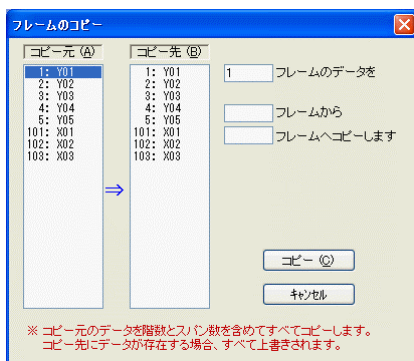 フレームのコピー
コピー元 (A)
1: Y01
2: Y02
3: Y03
4: Y04
5: Y05
101: X01
102: X02
103: X03
⇒
コピー先 (B)
1: Y01
2: Y02
3: Y03
4: Y04
5: Y05
101: X01
102: X02
103: X03
1 フレームのデータを
フレームから
フレームへコピーします
コピー (C)
キャンセル
※ コピー元のデータを階数とスパン数を含めてすべてコピーします。
コピー先にデータが存在する場合、すべて上書きされます。